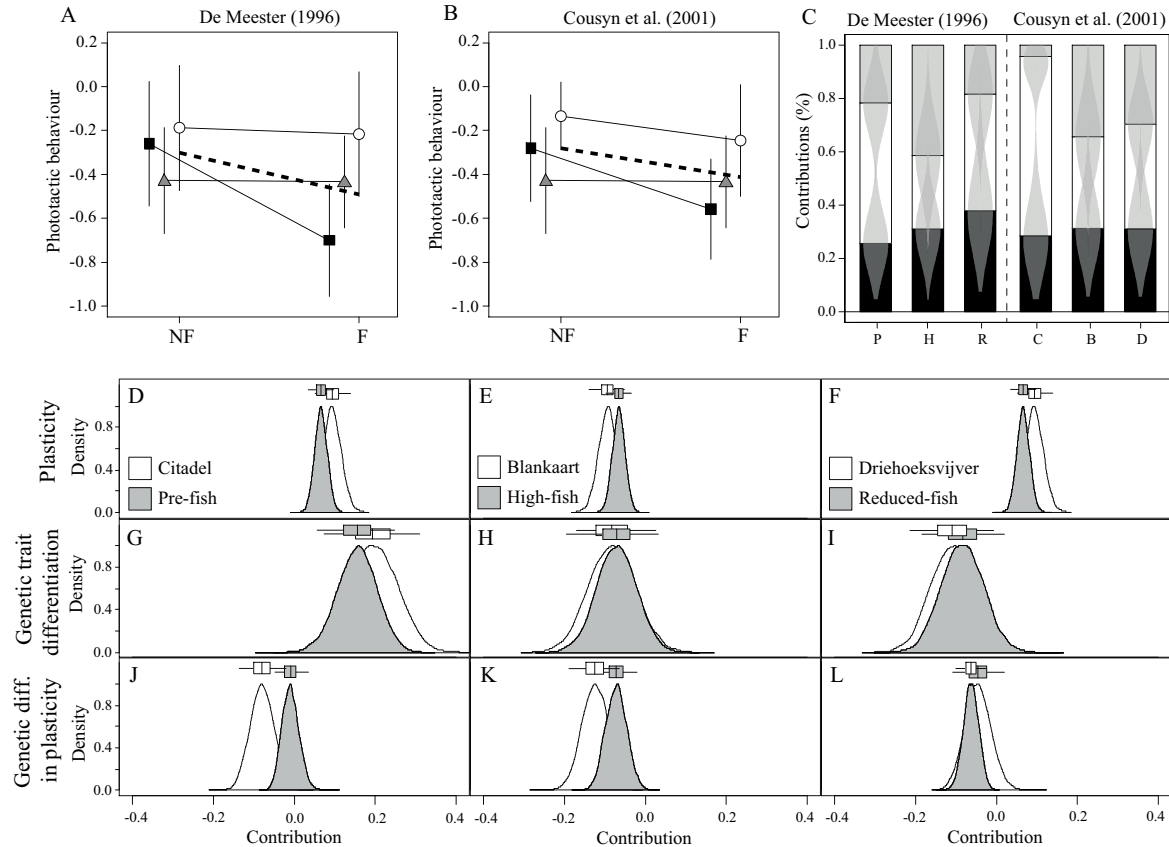 A De Meester (1996)
Phototactic behaviour
0.2
0.0
-0.2
-0.4
-0.6
-0.8
-1.0
NF F
B Cousyn et al. (2001)
Phototactic behaviour
0.2
0.0
-0.2
-0.4
-0.6
-0.8
-1.0
NF F
C De Meester (1996) Cousyn et al. (2001)
Contributions (%)
1.0
0.8
0.6
0.4
0.2
0.0
P H R C B D
Plasticity
Density
0.8
0.4
0.0
D
Citadel
Pre-fish
E
Blankaart
High-fish
F
Driehoeksvijver
Reduced-fish
Genetic trait
differentiation
Density
0.8
0.4
0.0
G
H
I
Genetic diff.
in plasticity
Density
0.8
0.4
0.0
J
K
L
-0.4 -0.2 0.0 0.2 0.4
Contribution
-0.4 -0.2 0.0 0.2 0.4
Contribution
-0.4 -0.2 0.0 0.2 0.4
Contribution